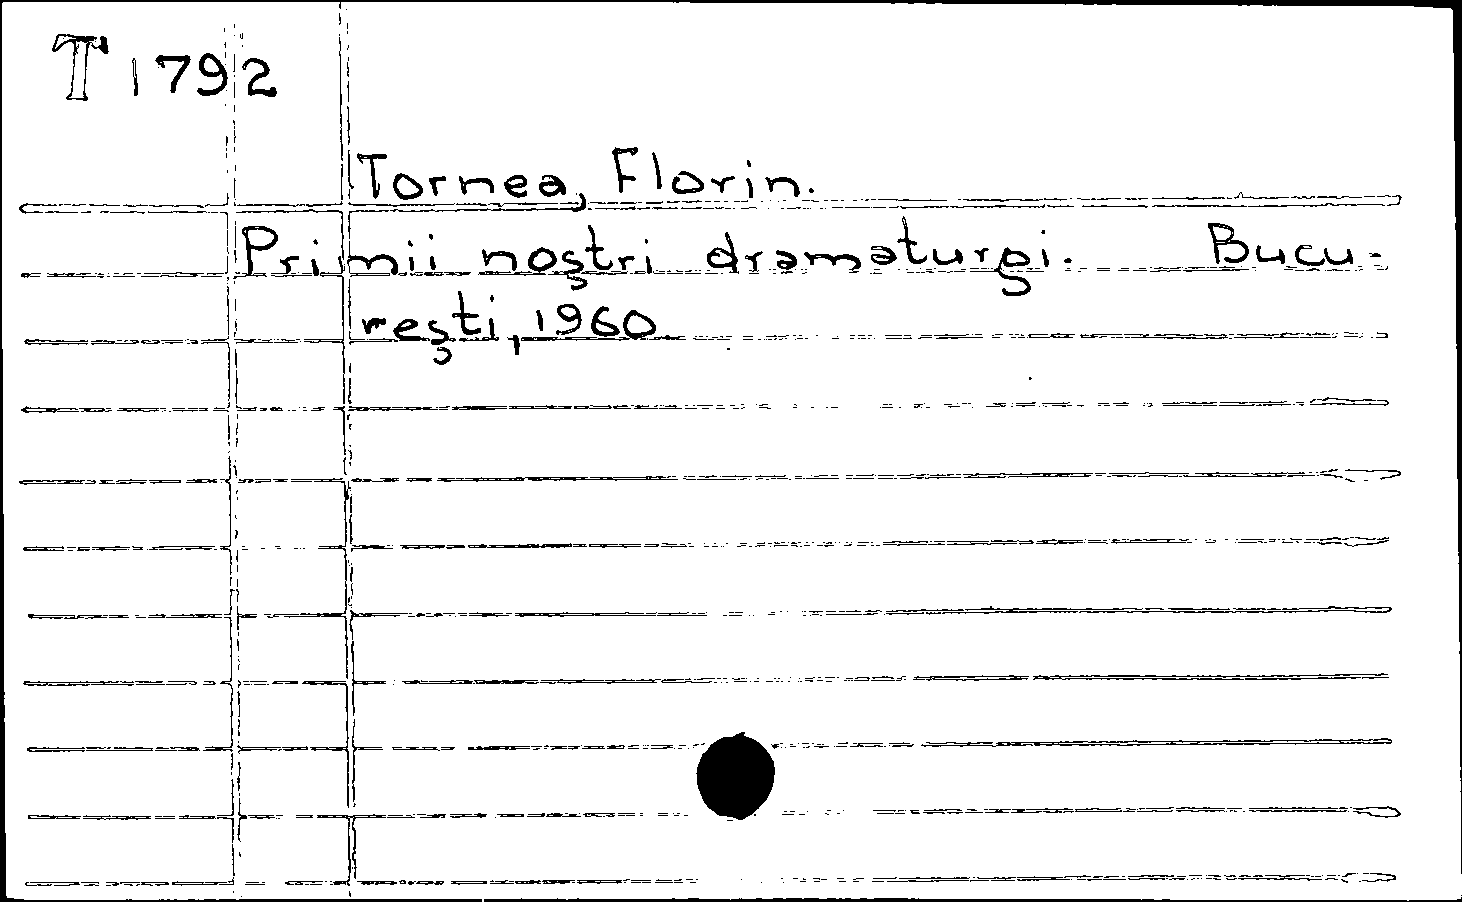 T 1792
Tornea, Florin.
Primii noştri dramaturgi. Bucu-
reşti, 1960